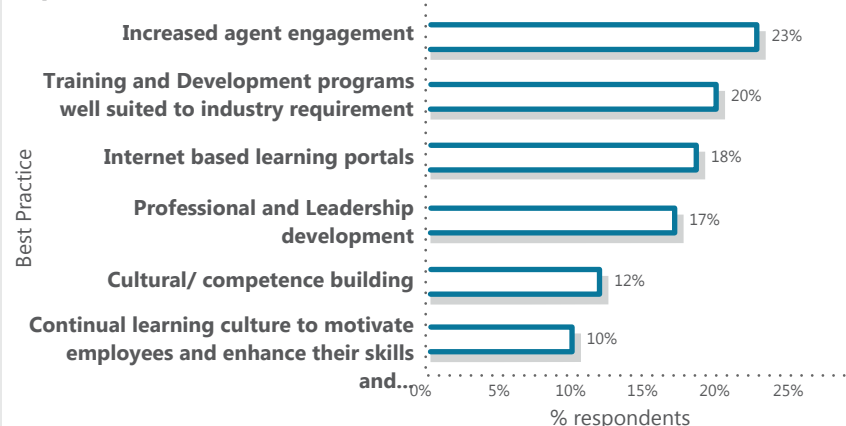 Increased agent engagement
23%
Training and Development programs
well suited to industry requirement
20%
Internet based learning portals
18%
Professional and Leadership
development
17%
Cultural/ competence building
12%
Continual learning culture to motivate
employees and enhance their skills
and...
10%
Best Practice
0%
5%
10%
15%
20%
25%
% respondents